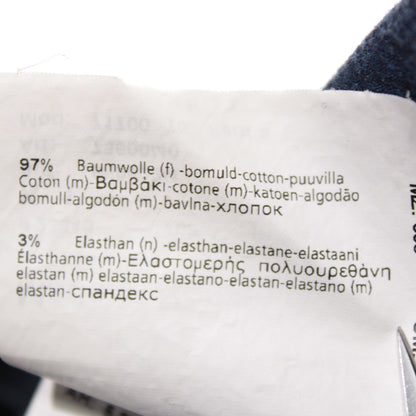 97% Baumwolle (f) -bomuld-cotton-puuvilla
Coton (m)-Βαμβάκι-cotone (m)-katoen-algodão
bomull-algodón (m)-bavlna-хлопок
3% Elasthan (n) -elasthan-elastane-elastaani
Élasthanne (m)-Ελαστομερής πολυουρεθάνη
elastan (m) elastaan-elastano-elastan-elastano (m)
elastan-спандекс